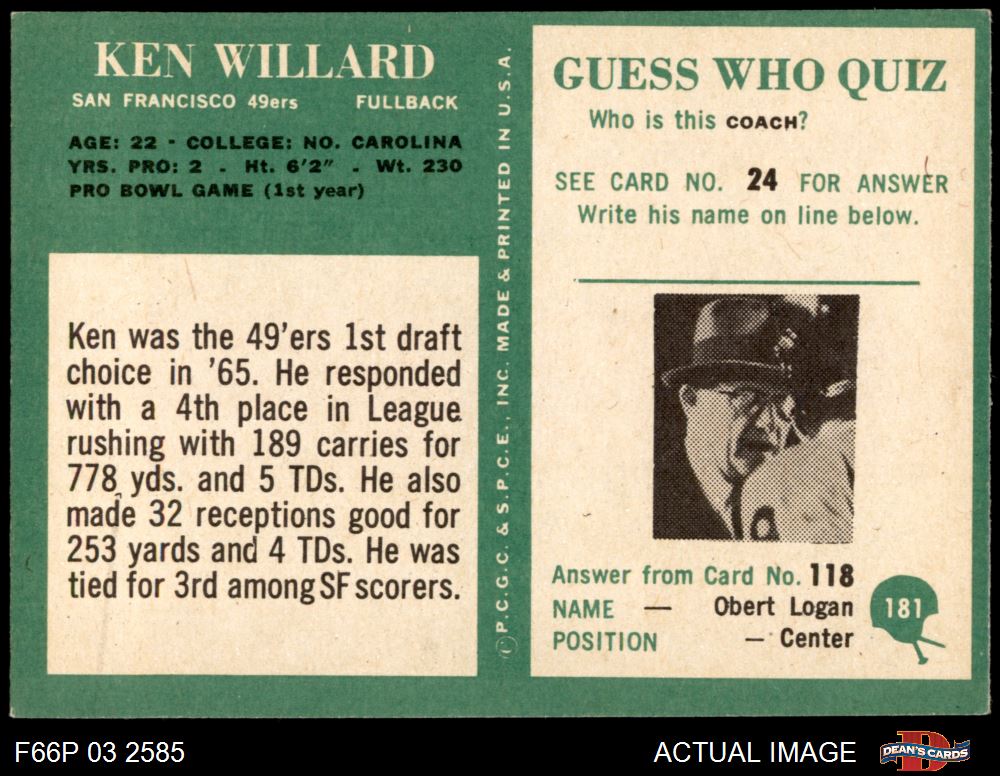 KEN WILLARD
SAN FRANCISCO 49ers FULLBACK
AGE: 22 - COLLEGE: NO. CAROLINA
YRS. PRO: 2 - Ht. 6'2" - Wt. 230
PRO BOWL GAME (1st year)
Ken was the 49'ers 1st draft
choice in '65. He responded
with a 4th place in League
rushing with 189 carries for
778 yds. and 5 TDs. He also
made 32 receptions good for
253 yards and 4 TDs. He was
tied for 3rd among SF scorers.
© P.C.G.C. & S.P.C.E., INC. MADE & PRINTED IN U.S.A.
GUESS WHO QUIZ
Who is this COACH?
SEE CARD NO. 24 FOR ANSWER
Write his name on line below.
Answer from Card No. 118
NAME — Obert Logan
POSITION — Center
181
F66P 03 2585
ACTUAL IMAGE
D
DEAN'S CARDS